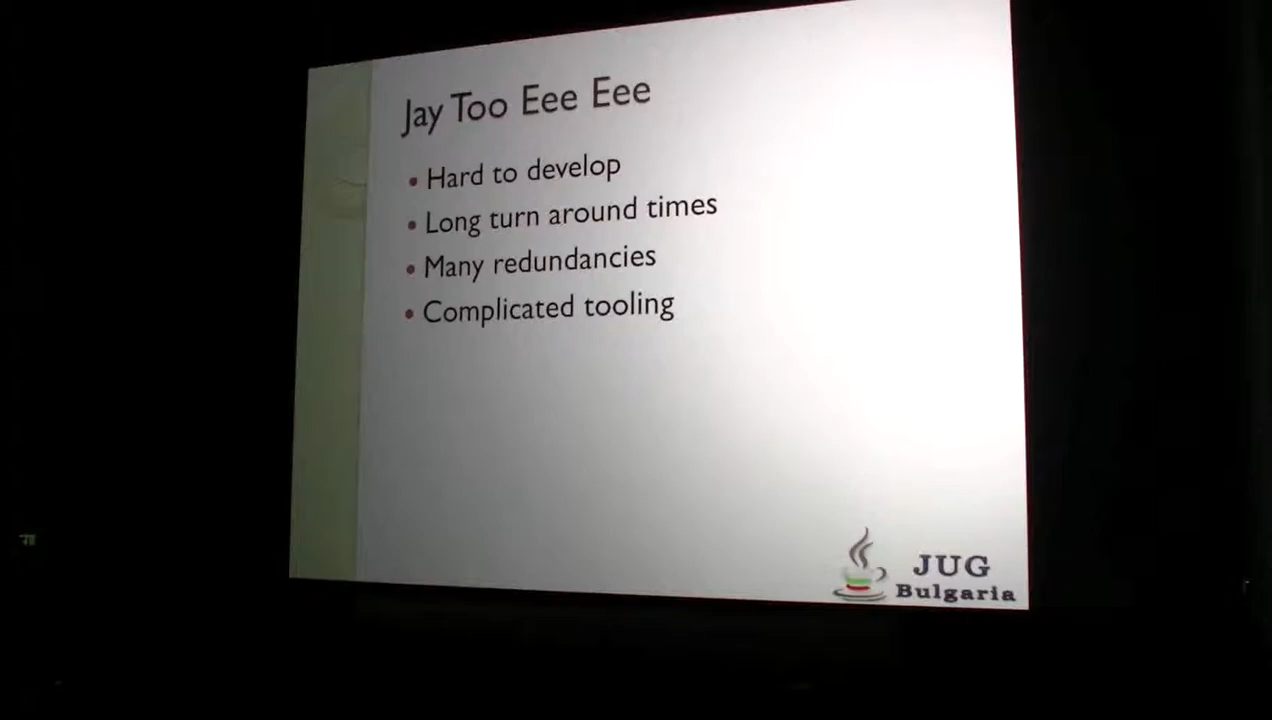 Jay Too Eee Eee
• Hard to develop
• Long turn around times
• Many redundancies
• Complicated tooling
JUG
Bulgaria